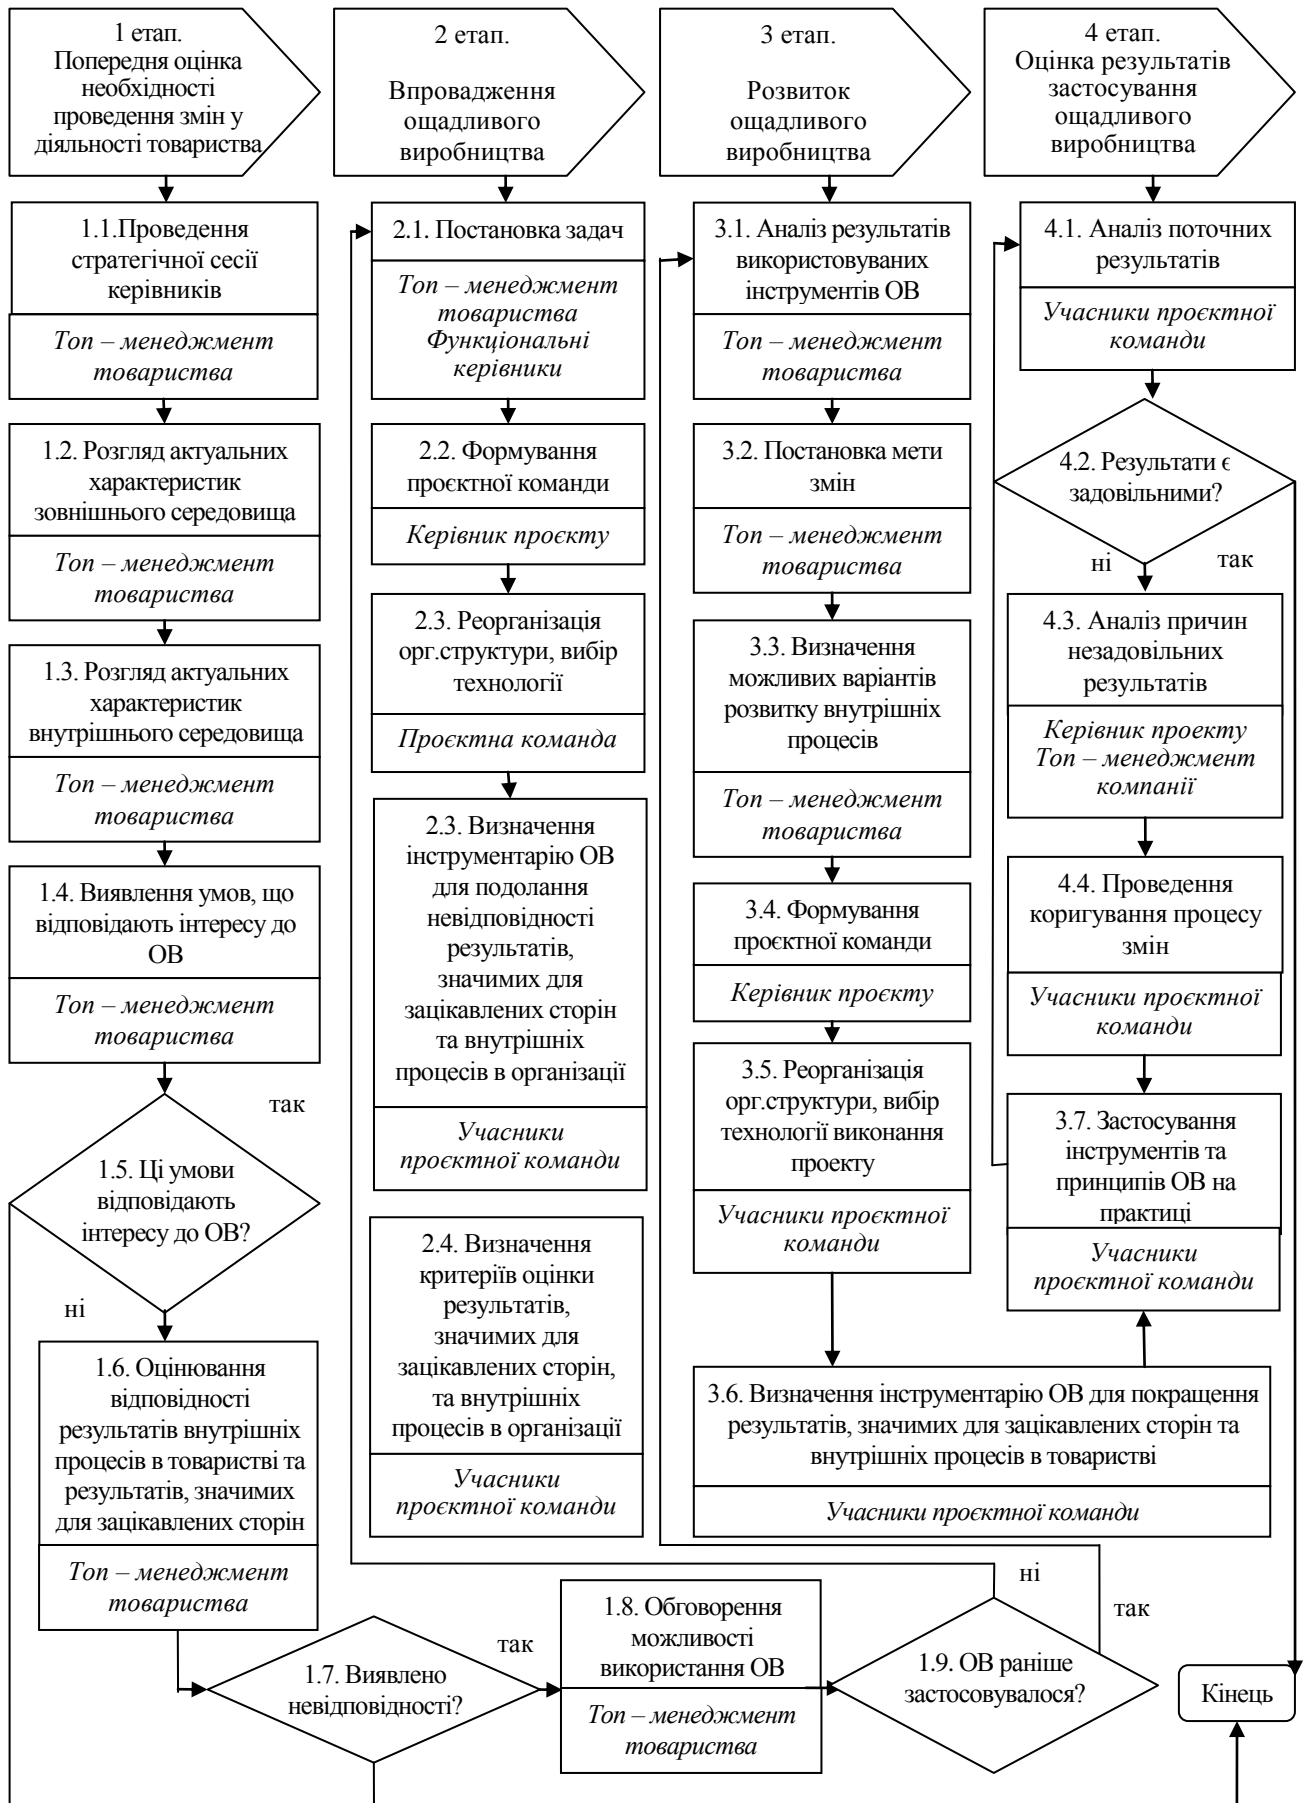 1 етап.
Попередня оцінка
необхідності
проведення змін у
діяльності товариства
1.1.Проведення
стратегічної сесії
керівників
Топ – менеджмент
товариства
1.2. Розгляд актуальних
характеристик
зовнішнього середовища
Топ – менеджмент
товариства
1.3. Розгляд актуальних
характеристик
внутрішнього середовища
Топ – менеджмент
товариства
1.4. Виявлення умов, що
відповідають інтересу до
ОВ
Топ – менеджмент
товариства
так
1.5. Ці умови
відповідають
інтересу до ОВ?
ні
1.6. Оцінювання
відповідності
результатів внутрішніх
процесів в товаристві та
результатів, значимих
для зацікавлених сторін
Топ – менеджмент
товариства
2 етап.
Впровадження
ощадливого
виробництва
2.1. Постановка задач
Топ – менеджмент
товариства
Функціональні
керівники
2.2. Формування
проєктної команди
Керівник проєкту
2.3. Реорганізація
орг.структури, вибір
технології
Проєктна команда
2.3. Визначення
інструментарію ОВ
для подолання
невідповідності
результатів,
значимих для
зацікавлених сторін
та внутрішніх
процесів в організації
Учасники
проєктної команди
2.4. Визначення
критеріїв оцінки
результатів,
значимих для
зацікавлених сторін,
та внутрішніх
процесів в організації
Учасники
проєктної команди
3 етап.
Розвиток
ощадливого
виробництва
3.1. Аналіз результатів
використовуваних
інструментів ОВ
Топ – менеджмент
товариства
3.2. Постановка мети
змін
Топ – менеджмент
товариства
3.3. Визначення
можливих варіантів
розвитку внутрішніх
процесів
Топ – менеджмент
товариства
3.4. Формування
проєктної команди
Керівник проєкту
3.5. Реорганізація
орг.структури, вибір
технології виконання
проекту
Учасники проєктної
команди
3.6. Визначення інструментарію ОВ для покращення
результатів, значимих для зацікавлених сторін та
внутрішніх процесів в товаристві
Учасники проєктної команди
4 етап.
Оцінка результатів
застосування
ощадливого
виробництва
4.1. Аналіз поточних
результатів
Учасники проєктної
команди
4.2. Результати є
задовільними?
ні
так
4.3. Аналіз причин
незадовільних
результатів
Керівник проекту
Топ – менеджмент
компанії
4.4. Проведення
коригування процесу
змін
Учасники проєктної
команди
3.7. Застосування
інструментів та
принципів ОВ на
практиці
Учасники
проєктної команди
1.7. Виявлено
невідповідності?
так
1.8. Обговорення
можливості
використання ОВ
Топ – менеджмент
товариства
ні
так
1.9. ОВ раніше
застосовувалося?
Кінець